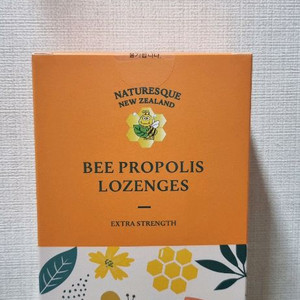 NATURESQUE
NEW ZEALAND
BEE PROPOLIS
LOZENGES
EXTRA STRENGTH